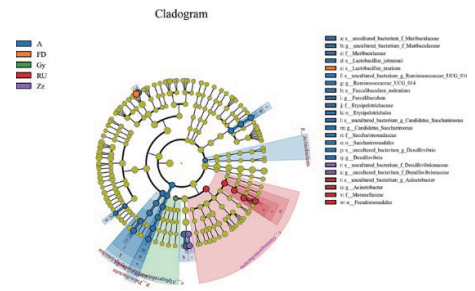 Cladogram
A
FD
Gy
RU
Zz
a: s__uncultured_bacterium_f_Muribaculaceae
b: g__uncultured_bacterium_f_Muribaculaceae
c: f__Muribaculaceae
d: s__Lactobacillus_johnsonii
e: s__Lactobacillus_murinus
f: s__uncultured_bacterium_g_Ruminococcaceae_UCG_014
g: g__Ruminococcaceae_UCG_014
h: s__Faecalibaculum_rodentium
i: g__Faecalibaculum
j: f__Erysipelotrichaceae
k: o__Erysipelotrichales
l: s__uncultured_bacterium_g_Candidatus_Saccharimonas
m: g__Candidatus_Saccharimonas
n: f__Saccharimonadaceae
o: o__Saccharimonadales
p: s__uncultured_bacterium_g_Desulfovibrio
q: g__Desulfovibrio
r: s__uncultured_bacterium_f_Desulfovibrionaceae
s: g__uncultured_bacterium_f_Desulfovibrionaceae
t: s__uncultured_bacterium_g_Acinetobacter
u: g__Acinetobacter
v: f__Moraxellaceae
w: o__Pseudomonadales